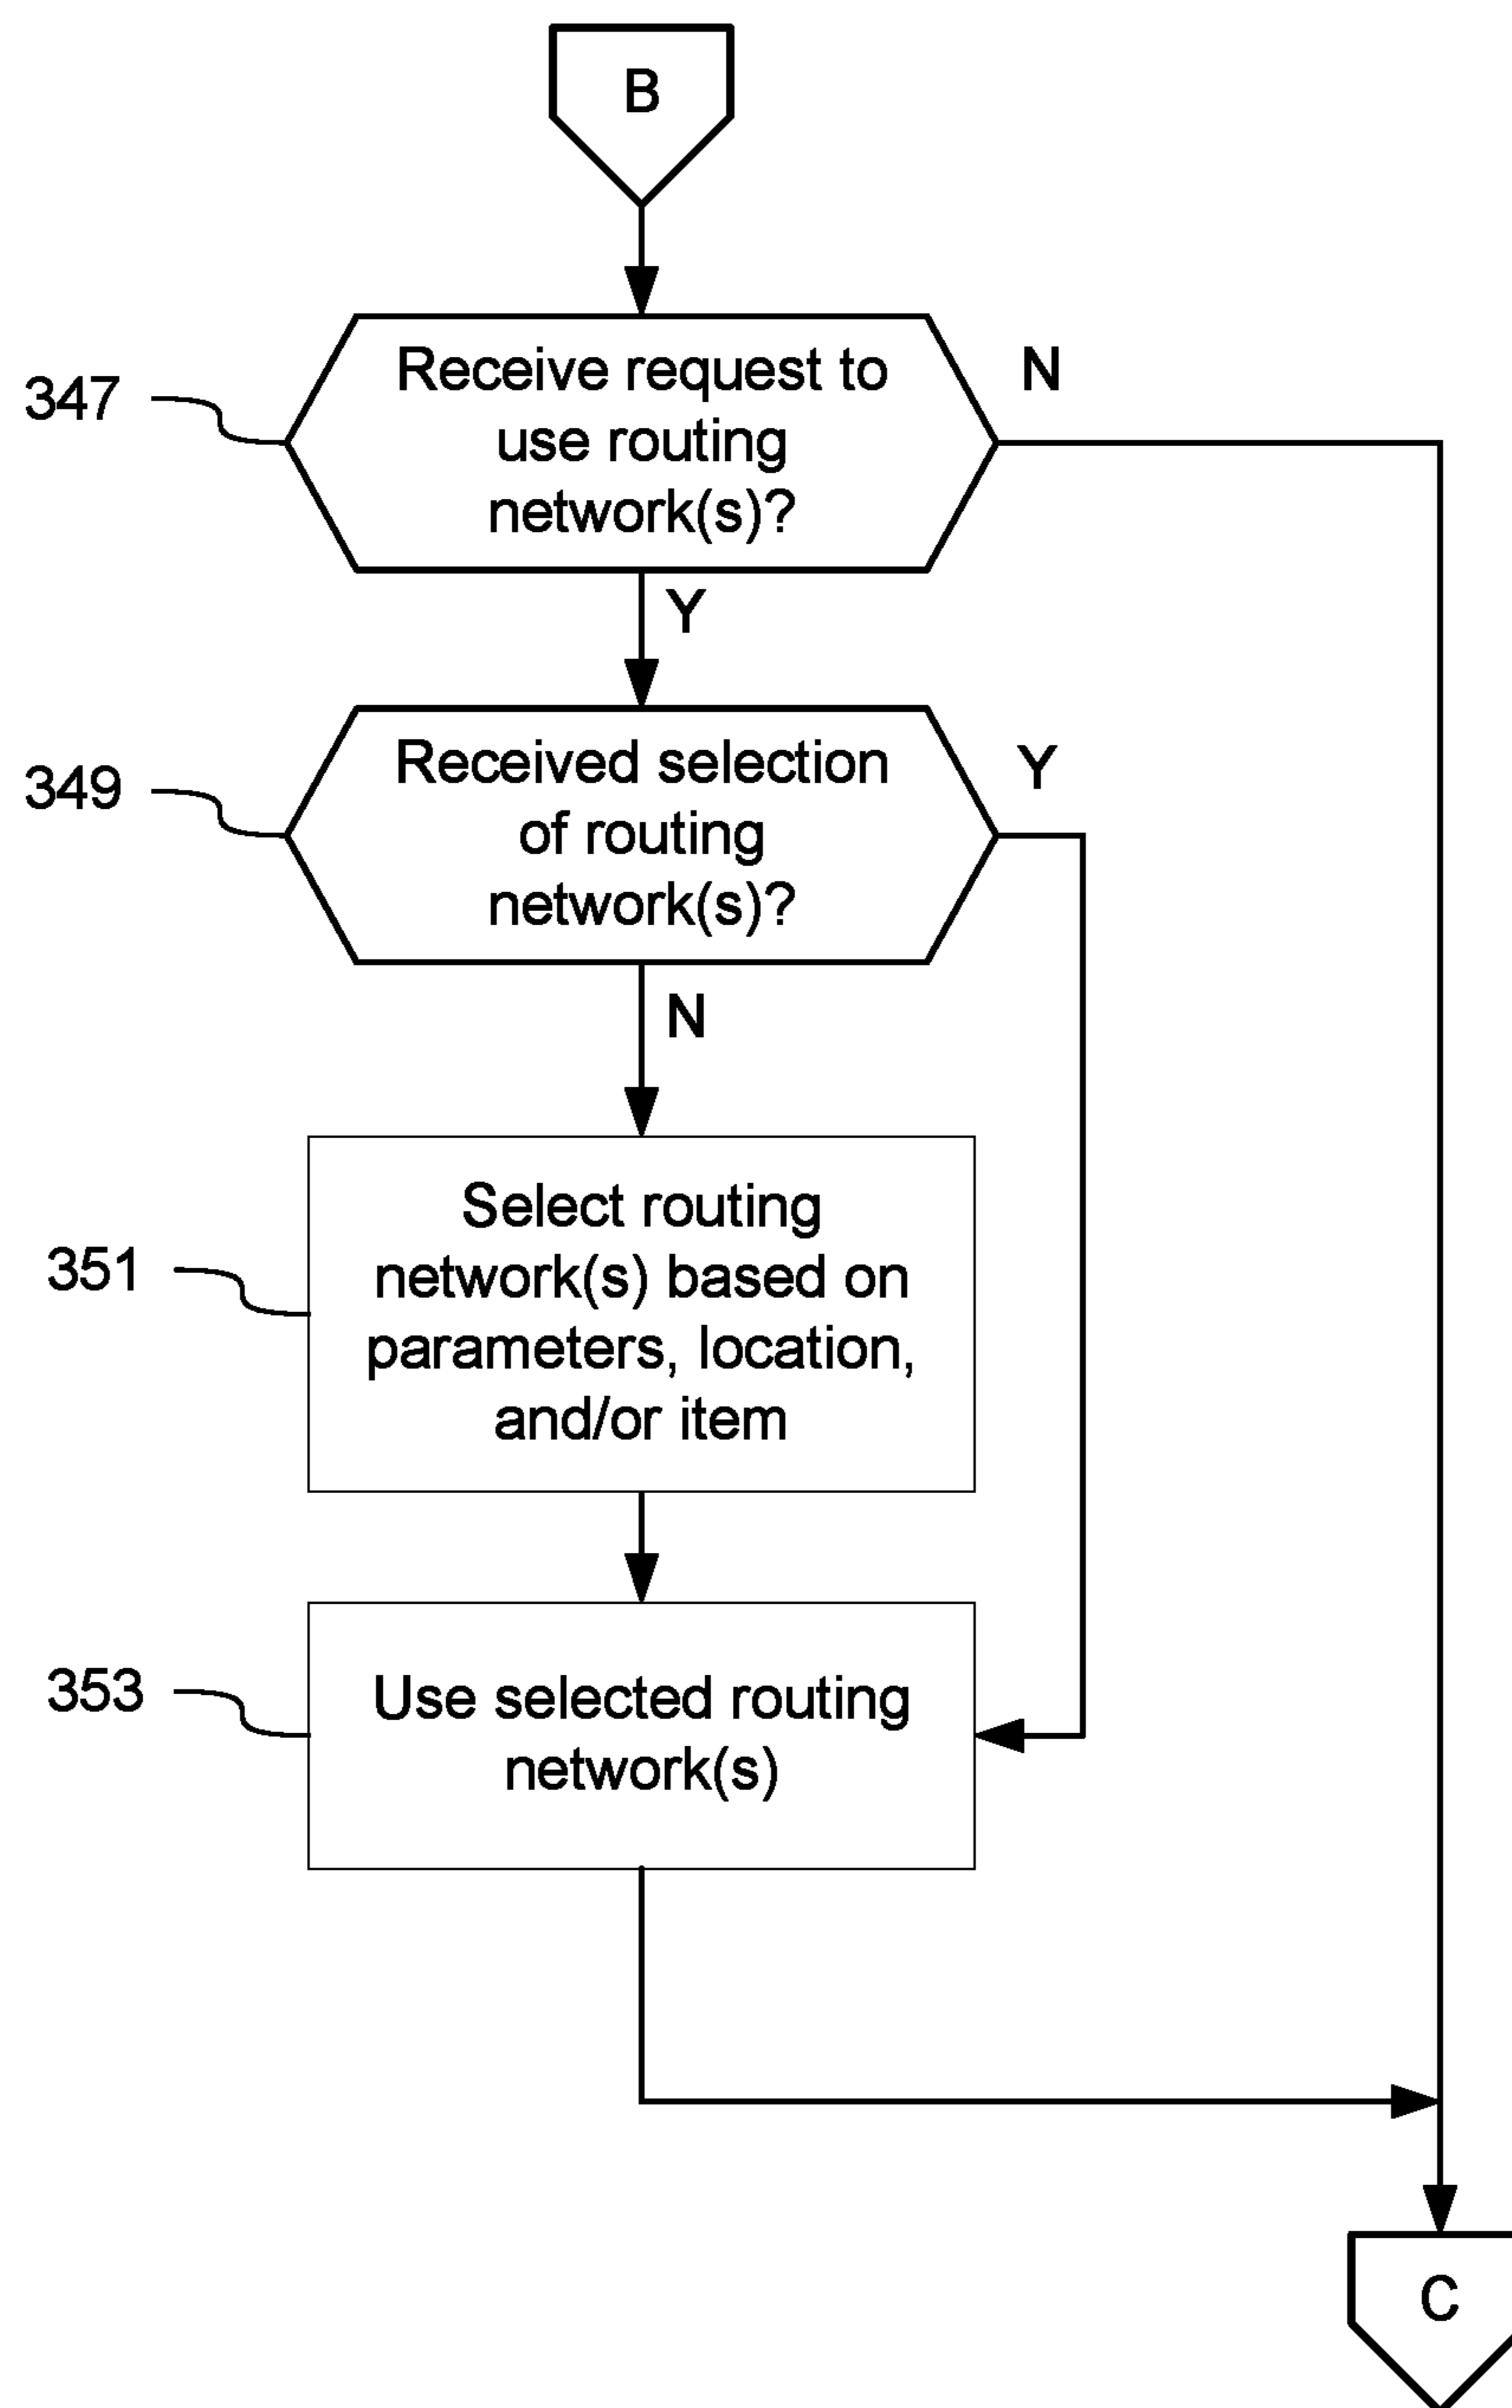 B
347
Receive request to
use routing
network(s)?
N
Y
349
Received selection
of routing
network(s)?
Y
N
351
Select routing
network(s) based on
parameters, location,
and/or item
353
Use selected routing
network(s)
C